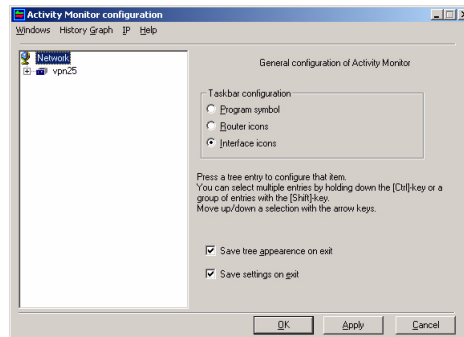 Activity Monitor configuration
Windows History Graph IP Help
Network
vpn25
General configuration of Activity Monitor
Taskbar configuration
Program symbol
Router icons
Interface icons
Press a tree entry to configure that item.
You can select multiple entries by holding down the [Ctrl]-key or a
group of entries with the [Shift]-key.
Move up/down a selection with the arrow keys.
Save tree appearence on exit
Save settings on exit
OK Apply Cancel